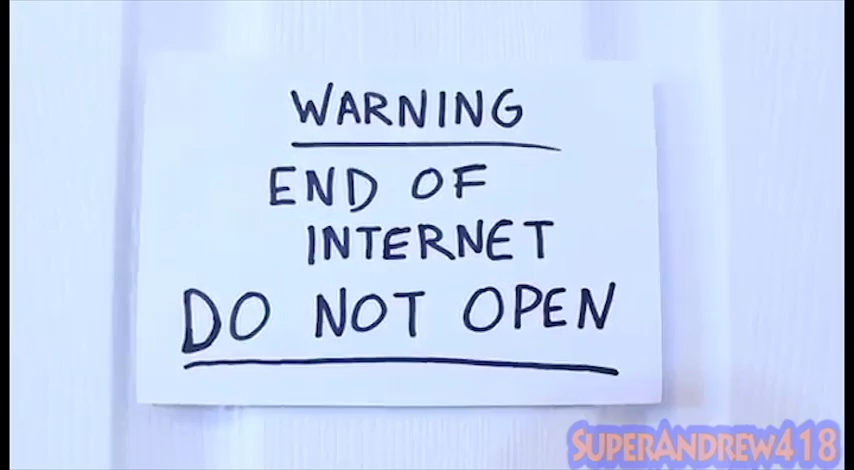 WARNING
END OF
INTERNET
DO NOT OPEN
SUPERANDREW418